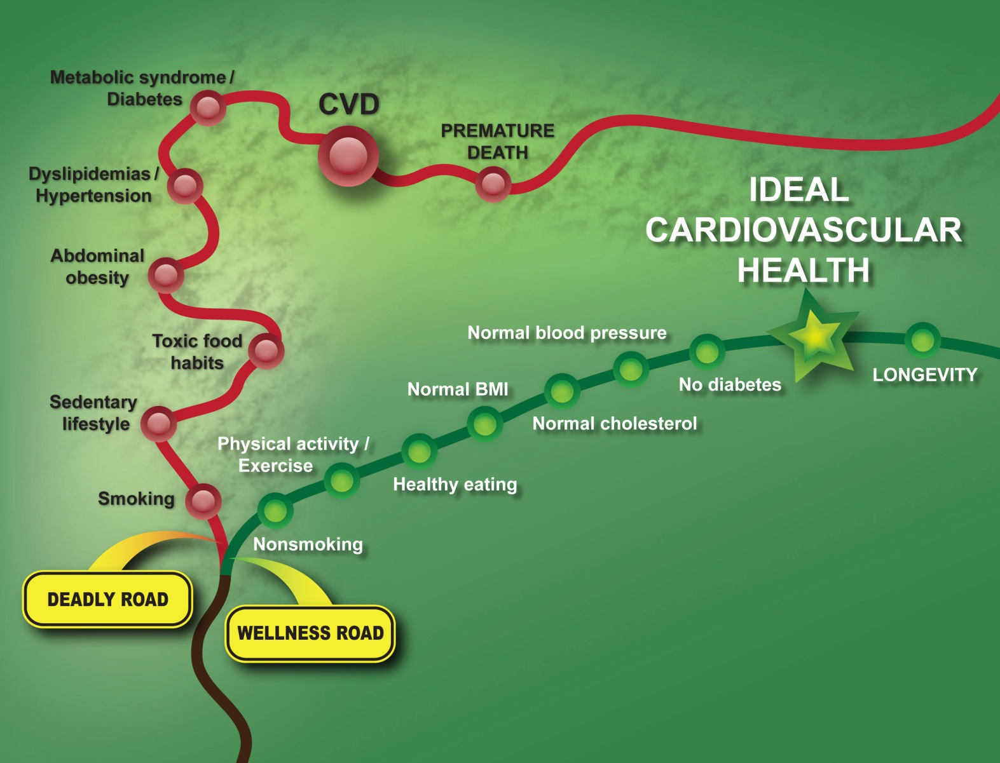 Metabolic syndrome /
Diabetes
CVD
PREMATURE
DEATH
Dyslipidemias /
Hypertension
IDEAL
CARDIOVASCULAR
HEALTH
Abdominal
obesity
Toxic food
habits
Normal blood pressure
LONGEVITY
No diabetes
Normal BMI
Sedentary
lifestyle
Normal cholesterol
Physical activity /
Exercise
Healthy eating
Smoking
Nonsmoking
DEADLY ROAD
WELLNESS ROAD